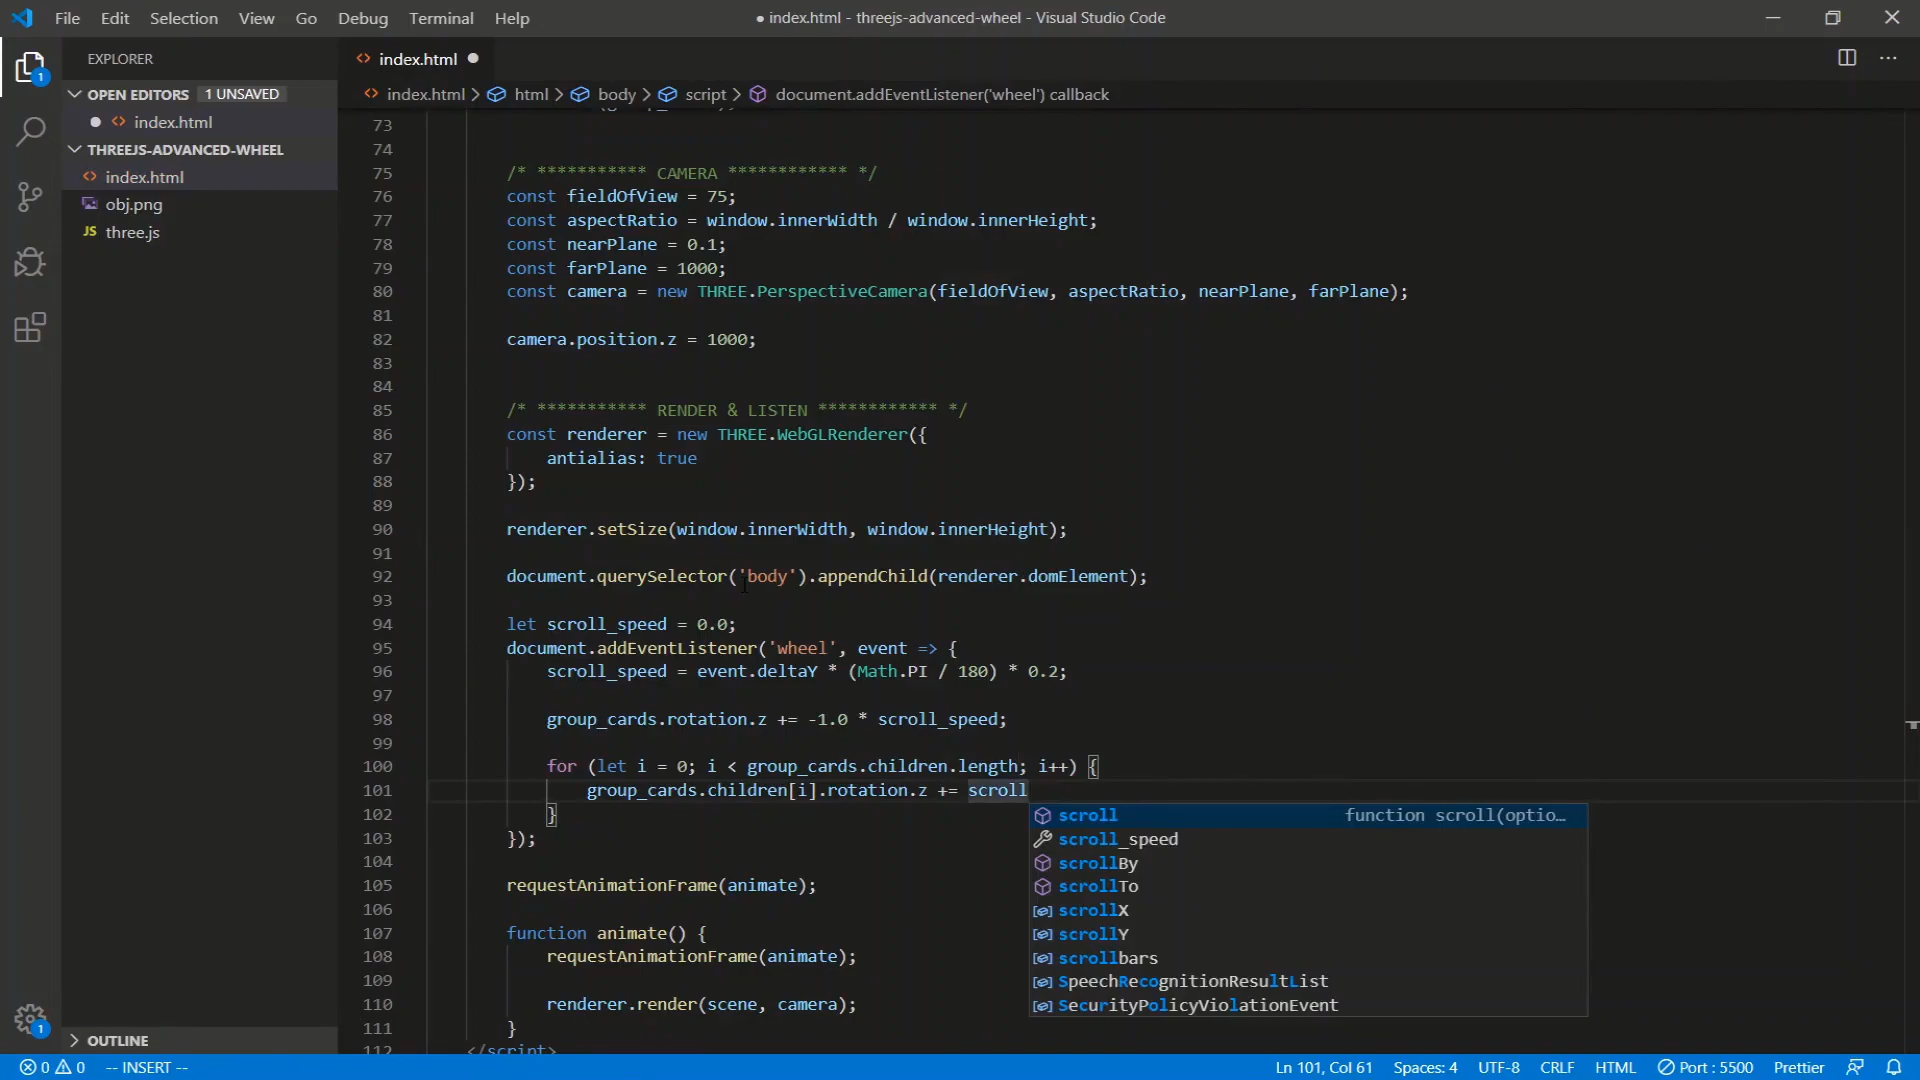 File Edit Selection View Go Debug Terminal Help
● index.html - threejs-advanced-wheel - Visual Studio Code
EXPLORER
OPEN EDITORS 1 UNSAVED
index.html
THREEJS-ADVANCED-WHEEL
index.html
obj.png
JS three.js
OUTLINE
1
1
index.html
index.html > html > body > script > document.addEventListener('wheel') callback
73
74
75 /* *********** CAMERA ************ */
76 const fieldOfView = 75;
77 const aspectRatio = window.innerWidth / window.innerHeight;
78 const nearPlane = 0.1;
79 const farPlane = 1000;
80 const camera = new THREE.PerspectiveCamera(fieldOfView, aspectRatio, nearPlane, farPlane);
81
82 camera.position.z = 1000;
83
84
85 /* *********** RENDER & LISTEN ************ */
86 const renderer = new THREE.WebGLRenderer({
87 antialias: true
88 });
89
90 renderer.setSize(window.innerWidth, window.innerHeight);
91
92 document.querySelector('body').appendChild(renderer.domElement);
93
94 let scroll_speed = 0.0;
95 document.addEventListener('wheel', event => {
96 scroll_speed = event.deltaY * (Math.PI / 180) * 0.2;
97
98 group_cards.rotation.z += -1.0 * scroll_speed;
99
100 for (let i = 0; i < group_cards.children.length; i++) {
101 group_cards.children[i].rotation.z += scroll
102 }
103 });
104
105 requestAnimationFrame(animate);
106
107 function animate() {
108 requestAnimationFrame(animate);
109
110 renderer.render(scene, camera);
111 }
112 </script>
scroll function scroll(optio…
scroll_speed
scrollBy
scrollTo
scrollX
scrollY
scrollbars
SpeechRecognitionResultList
SecurityPolicyViolationEvent
0 0 -- INSERT -- Ln 101, Col 61 Spaces: 4 UTF-8 CRLF HTML Port : 5500 Prettier